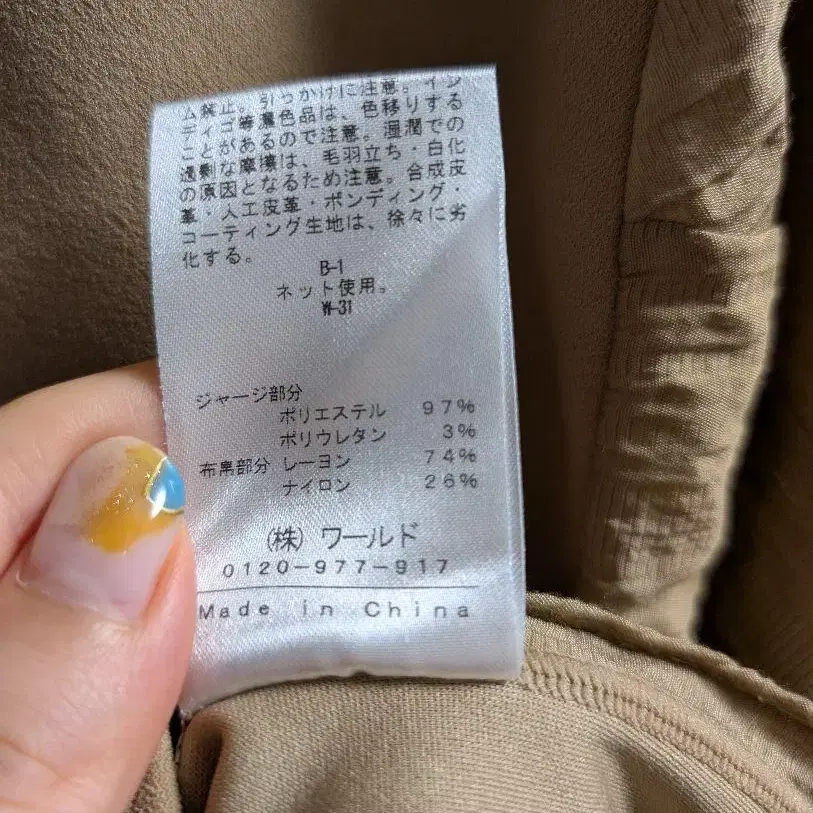 ム禁止。引っかけに注意。イン
ディゴ等濃色品は、色移りする
ことがあるので注意。湿潤での
過剰な摩擦は、毛羽立ち・白化
の原因となるため注意。合成皮
革・人工皮革・ボンディング・
コーティング生地は、徐々に劣
化する。
B-1
ネット使用。
W-31
ジャージ部分
ポリエステル 97%
ポリウレタン 3%
布帛部分 レーヨン 74%
ナイロン 26%
(株) ワールド
0120-977-917
Made in China